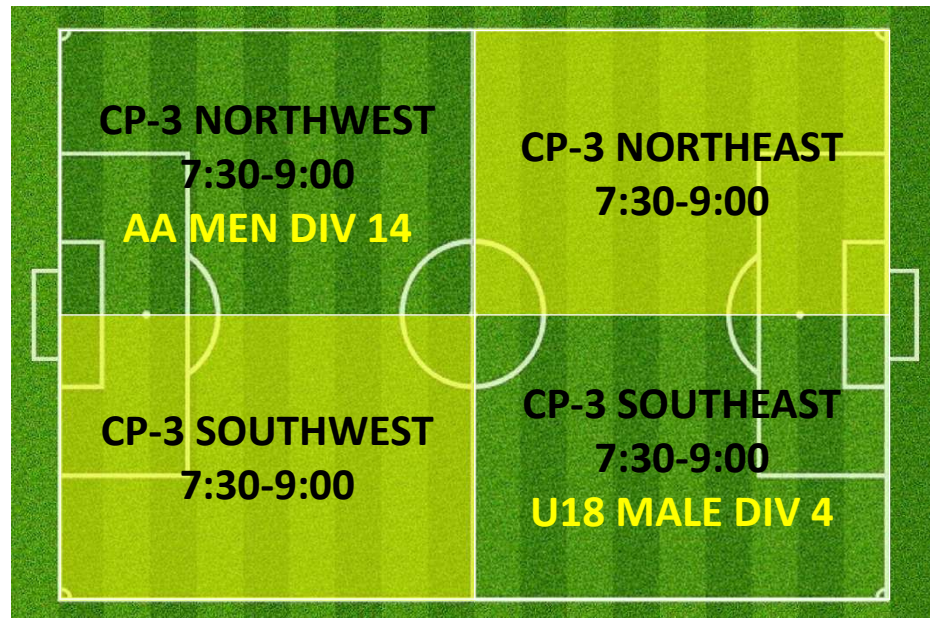 CP-3 NORTHWEST
7:30-9:00
AA MEN DIV 14
CP-3 NORTHEAST
7:30-9:00
CP-3 SOUTHWEST
7:30-9:00
CP-3 SOUTHEAST
7:30-9:00
U18 MALE DIV 4